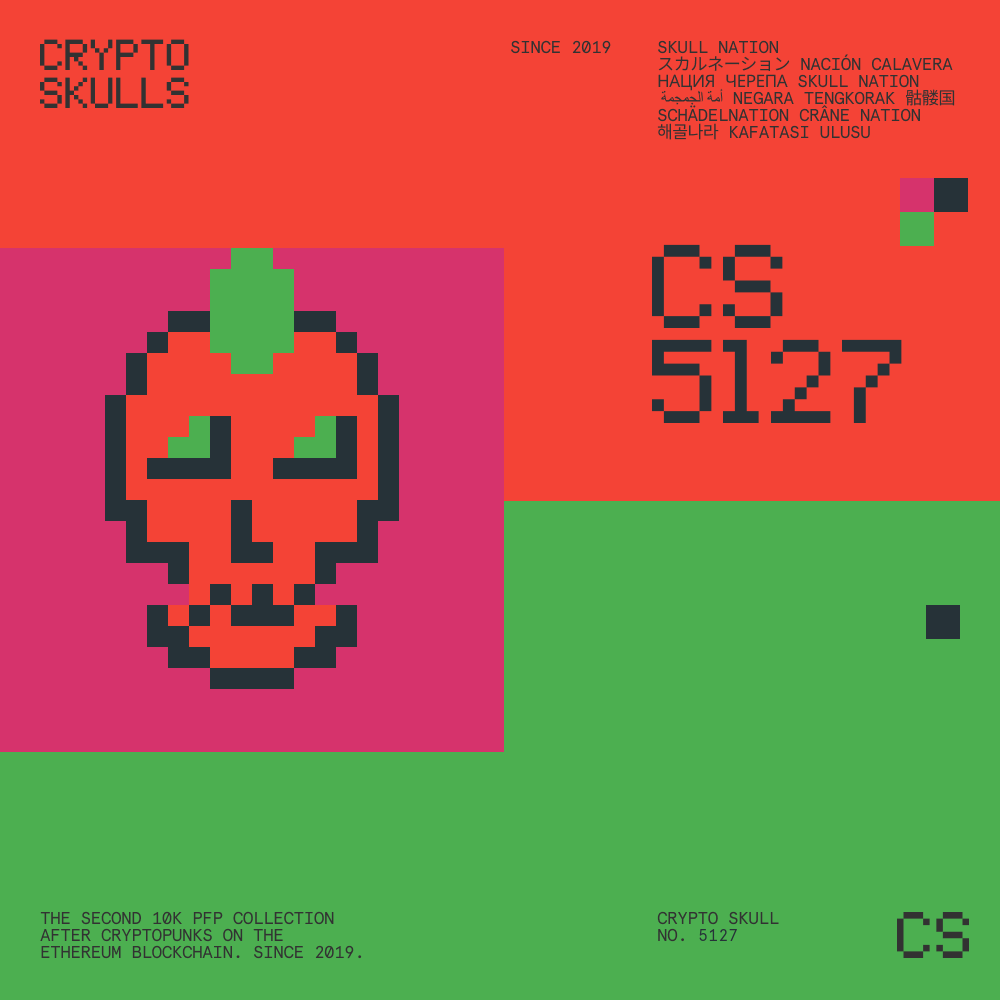 CRYPTO
SKULLS
SINCE 2019
SKULL NATION
スカルネーション NACIÓN CALAVERA
НАЦИЯ ЧЕРЕПА SKULL NATION
أمة الجمجمة NEGARA TENGKORAK 骷髅国
SCHÄDELNATION CRÂNE NATION
해골나라 KAFATASI ULUSU
CS
5127
THE SECOND 10K PFP COLLECTION
AFTER CRYPTOPUNKS ON THE
ETHEREUM BLOCKCHAIN. SINCE 2019.
CRYPTO SKULL
NO. 5127
CS